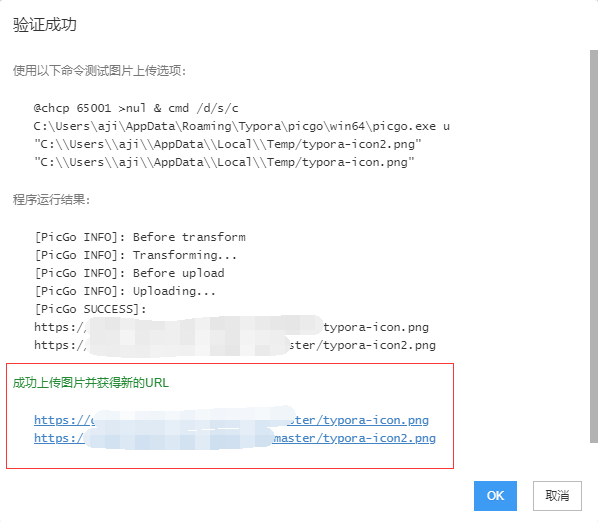 验证成功
使用以下命令测试图片上传选项:
@chcp 65001 >nul & cmd /d/s/c
C:\Users\aji\AppData\Roaming\Typora\picgo\win64\picgo.exe u
"C:\\Users\\aji\\AppData\\Local\\Temp/typora-icon2.png"
"C:\\Users\\aji\\AppData\\Local\\Temp/typora-icon.png"
程序运行结果:
[PicGo INFO]: Before transform
[PicGo INFO]: Transforming...
[PicGo INFO]: Before upload
[PicGo INFO]: Uploading...
[PicGo SUCCESS]:
https:/ typora-icon.png
https:/ ster/typora-icon2.png
成功上传图片并获得新的URL
https:// ster/typora-icon.png
https:/ master/typora-icon2.png
OK 取消